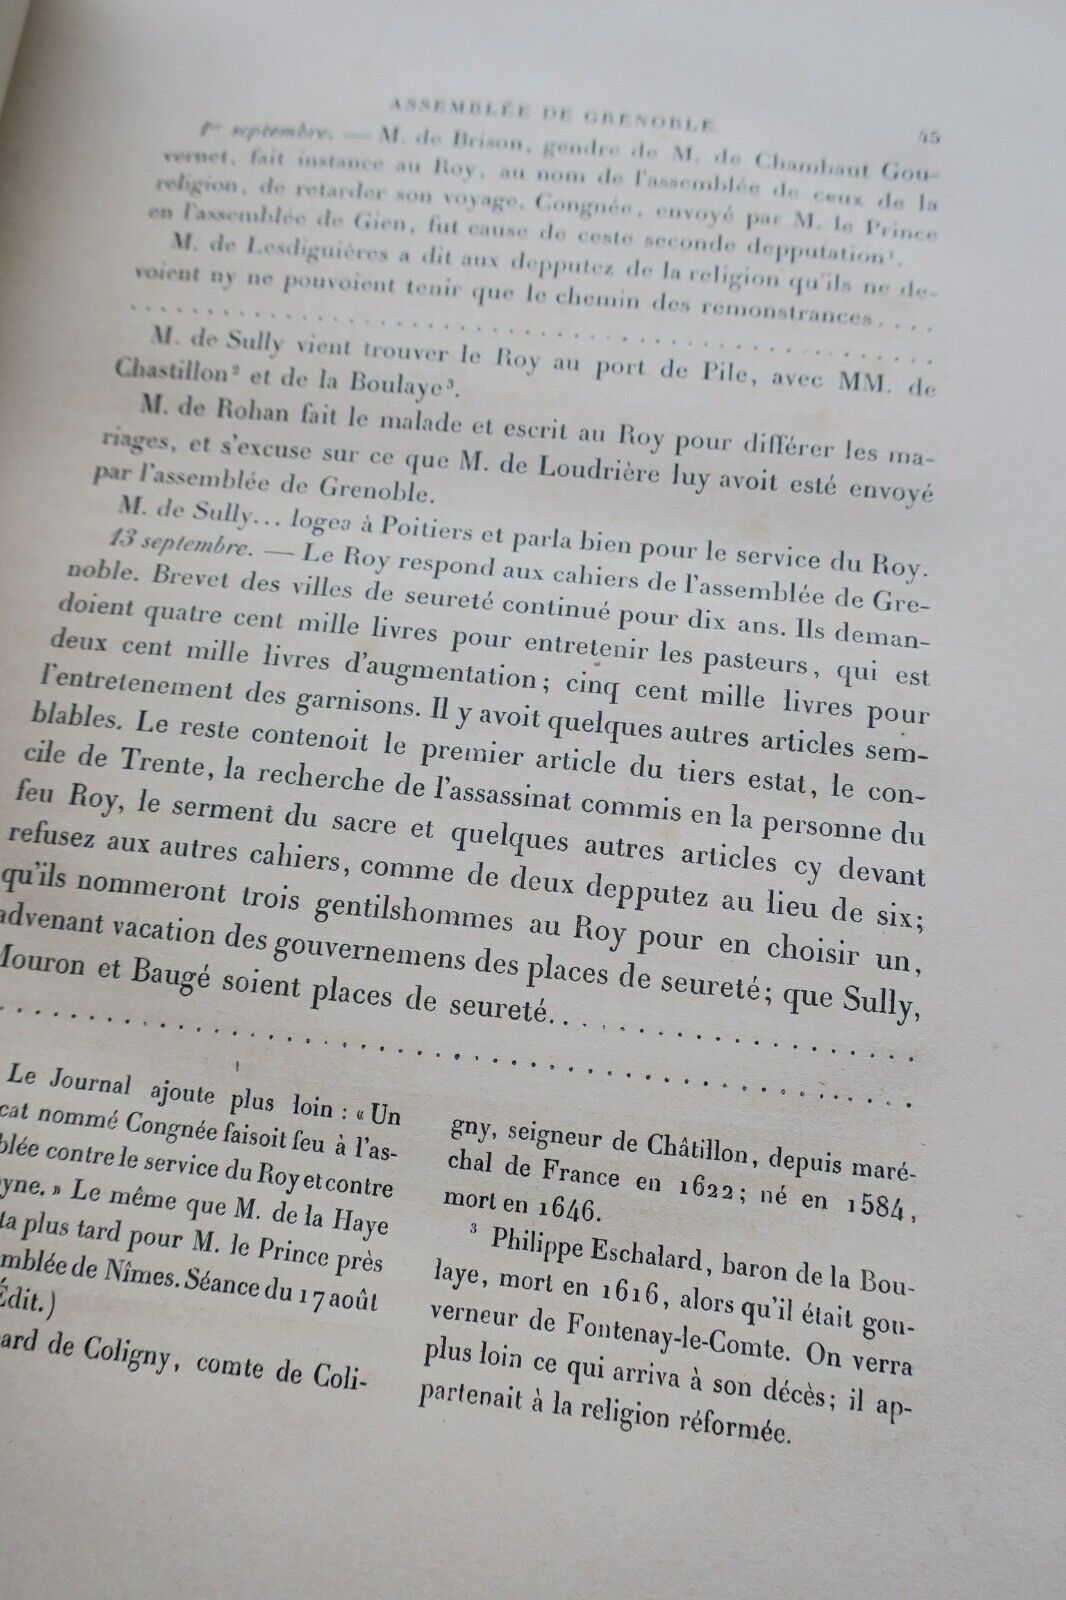 ASSEMBLÉE DE GRENOBLE. 45
1er septembre. — M. de Brison, gendre de M. de Chambaut Gou-
vernet, fait instance au Roy, au nom de l'assemblée de ceux de la
religion, de retarder son voyage. Congnée, envoyé par M. le Prince
en l'assemblée de Gien, fut cause de ceste seconde depputation¹.
M. de Lesdiguières a dit aux depputez de la religion qu'ils ne de-
voient ny ne pouvoient tenir que le chemin des remonstrances....
M. de Sully vient trouver le Roy au port de Pile, avec MM. de
Chastillon² et de la Boulaye³.
M. de Rohan fait le malade et escrit au Roy pour différer les ma-
riages, et s'excuse sur ce que M. de Loudrière luy avoit esté envoyé
par l'assemblée de Grenoble.
M. de Sully... logea à Poitiers et parla bien pour le service du Roy.
13 septembre. — Le Roy respond aux cahiers de l'assemblée de Gre-
noble. Brevet des villes de seureté continué pour dix ans. Ils deman-
doient quatre cent mille livres pour entretenir les pasteurs, qui est
deux cent mille livres d'augmentation; cinq cent mille livres pour
l'entretenement des garnisons. Il y avoit quelques autres articles sem-
blables. Le reste contenoit le premier article du tiers estat, le con-
cile de Trente, la recherche de l'assassinat commis en la personne du
feu Roy, le serment du sacre et quelques autres articles cy devant
refusez aux autres cahiers, comme de deux depputez au lieu de six;
qu'ils nommeront trois gentilshommes au Roy pour en choisir un,
advenant vacation des gouvernemens des places de seureté; que Sully,
Mouron et Baugé soient places de seureté..
Le Journal ajoute plus loin : « Un
cat nommé Congnée faisoit feu à l'as-
blée contre le service du Roy et contre
yne. » Le même que M. de la Haye
ta plus tard pour M. le Prince près
emblée de Nîmes. Séance du 17 août
Édit.)
ard de Coligny, comte de Coli-
gny, seigneur de Châtillon, depuis maré-
chal de France en 1622; né en 1584,
mort en 1646.
³ Philippe Eschalard, baron de la Bou-
laye, mort en 1616, alors qu'il était gou-
verneur de Fontenay-le-Comte. On verra
plus loin ce qui arriva à son décès; il ap-
partenait à la religion réformée.